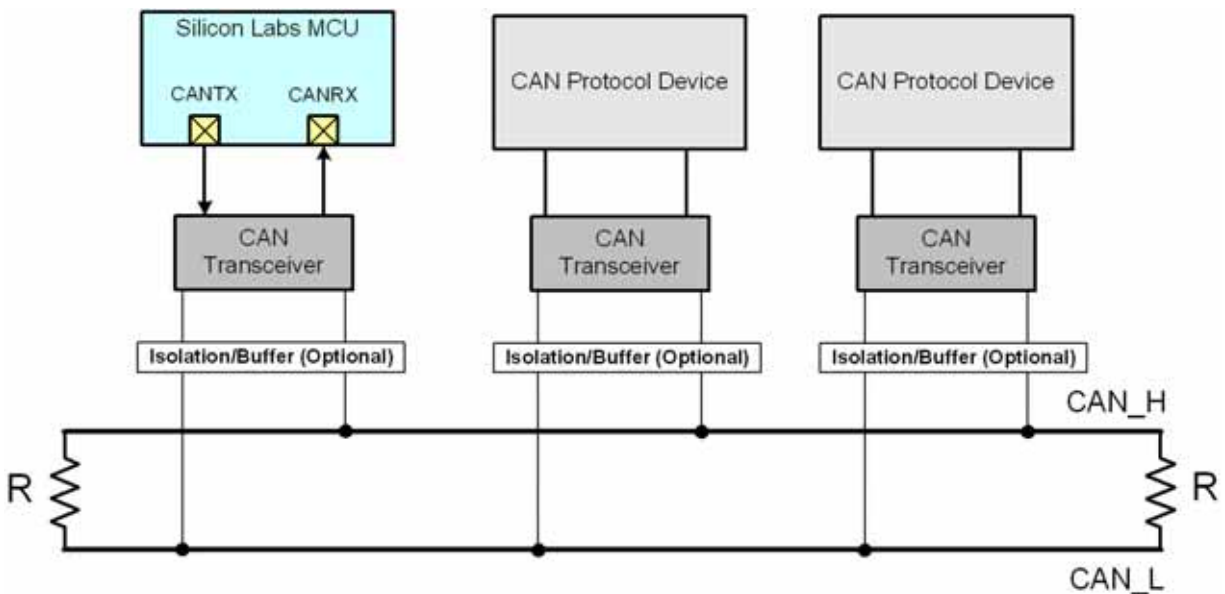 Silicon Labs MCU
CANTX
CANRX
CAN Protocol Device
CAN Protocol Device
CAN
Transceiver
CAN
Transceiver
CAN
Transceiver
Isolation/Buffer (Optional)
Isolation/Buffer (Optional)
Isolation/Buffer (Optional)
CAN_H
R
R
CAN_L